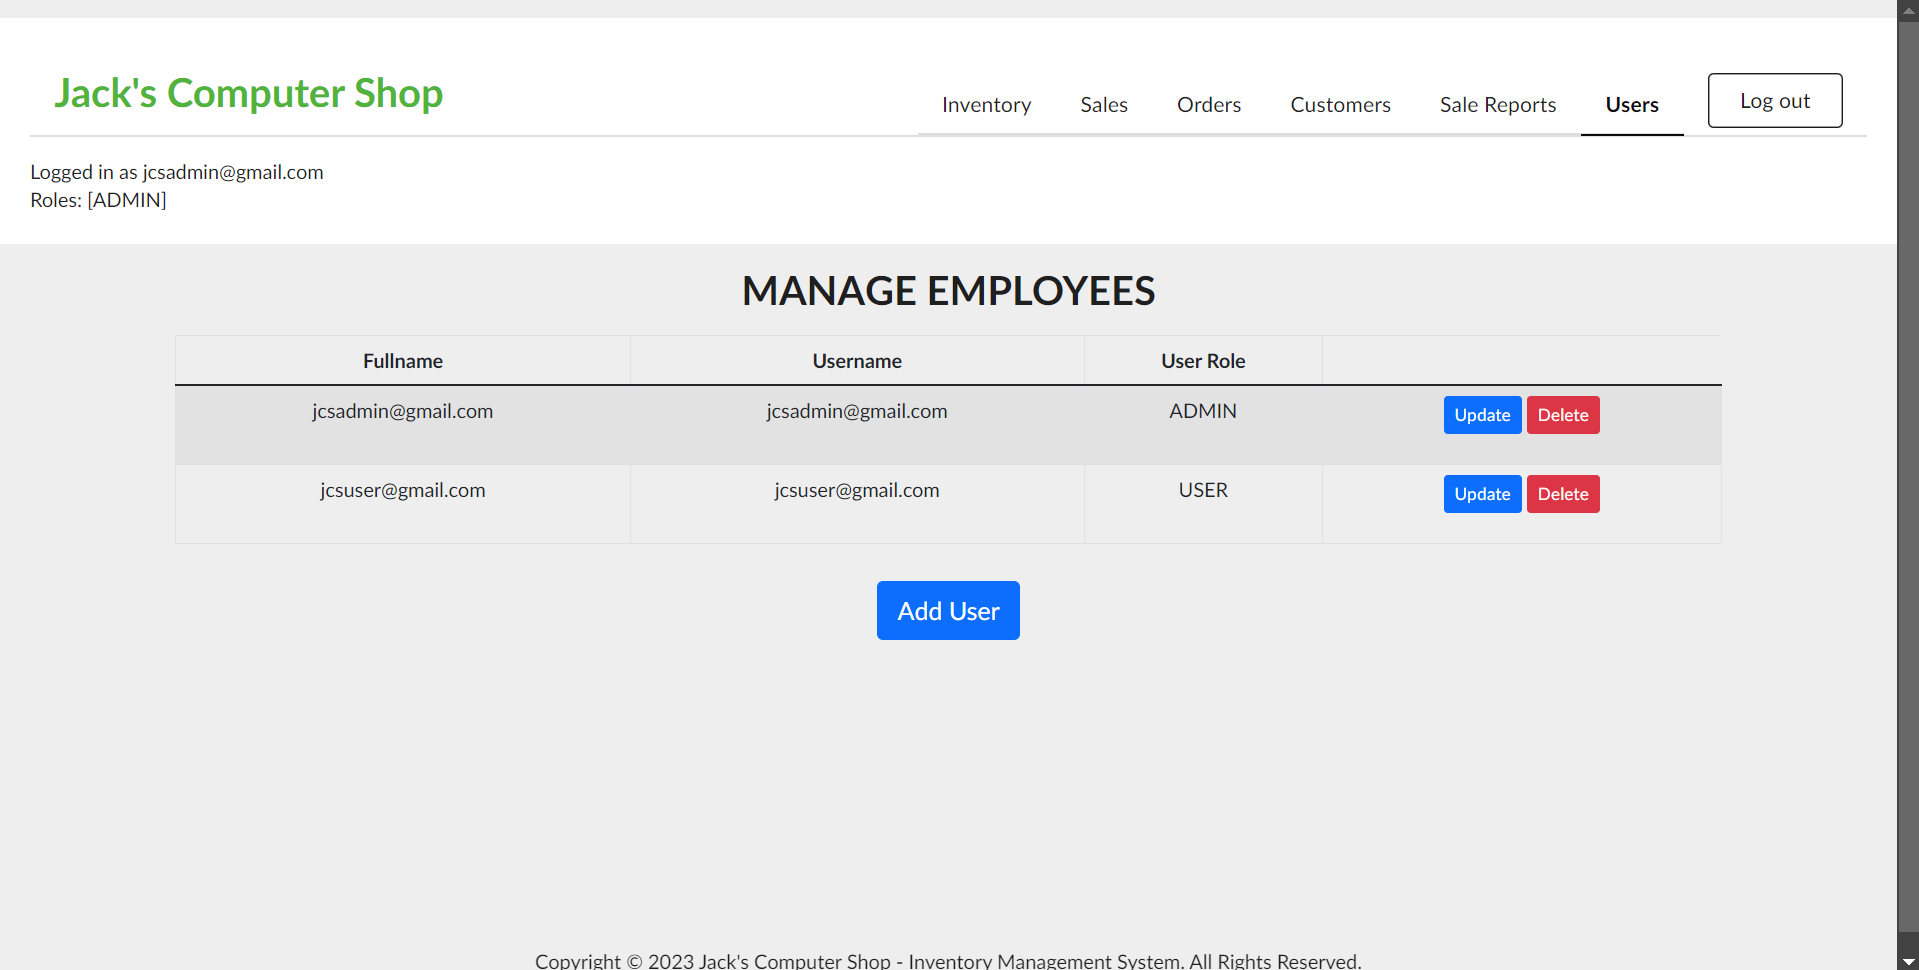 Jack's Computer Shop
Inventory Sales Orders Customers Sale Reports Users Log out
Logged in as jcsadmin@gmail.com
Roles: [ADMIN]
MANAGE EMPLOYEES
Fullname Username User Role
jcsadmin@gmail.com jcsadmin@gmail.com ADMIN Update Delete
jcsuser@gmail.com jcsuser@gmail.com USER Update Delete
Add User
Copyright © 2023 Jack's Computer Shop - Inventory Management System. All Rights Reserved.